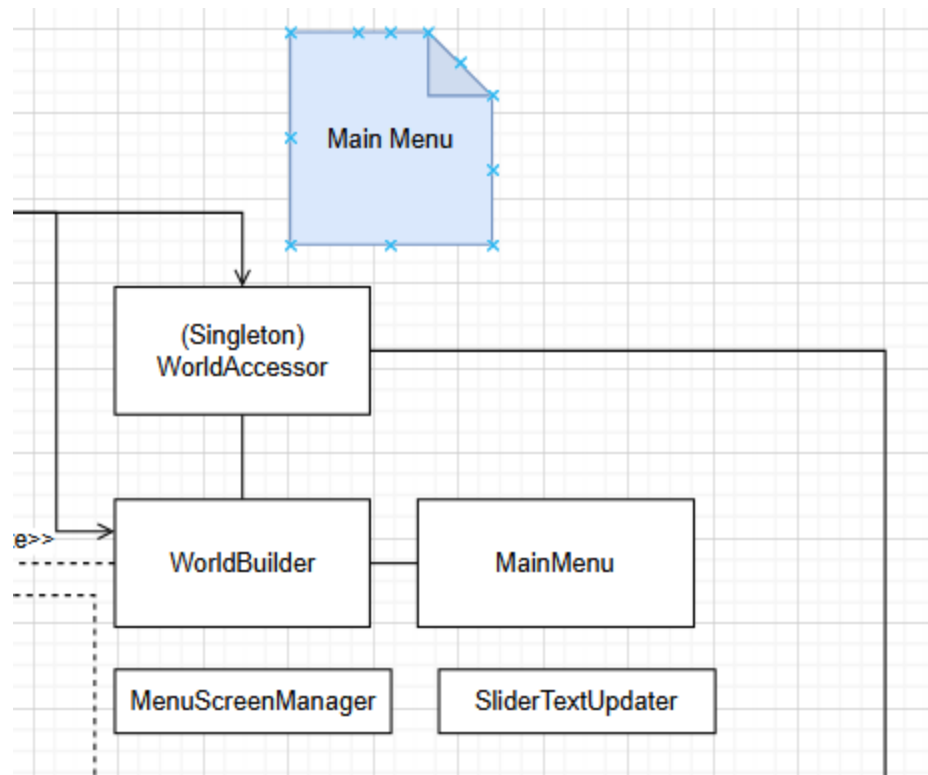 Main Menu
(Singleton)
WorldAccessor
e>>
WorldBuilder
MainMenu
MenuScreenManager
SliderTextUpdater